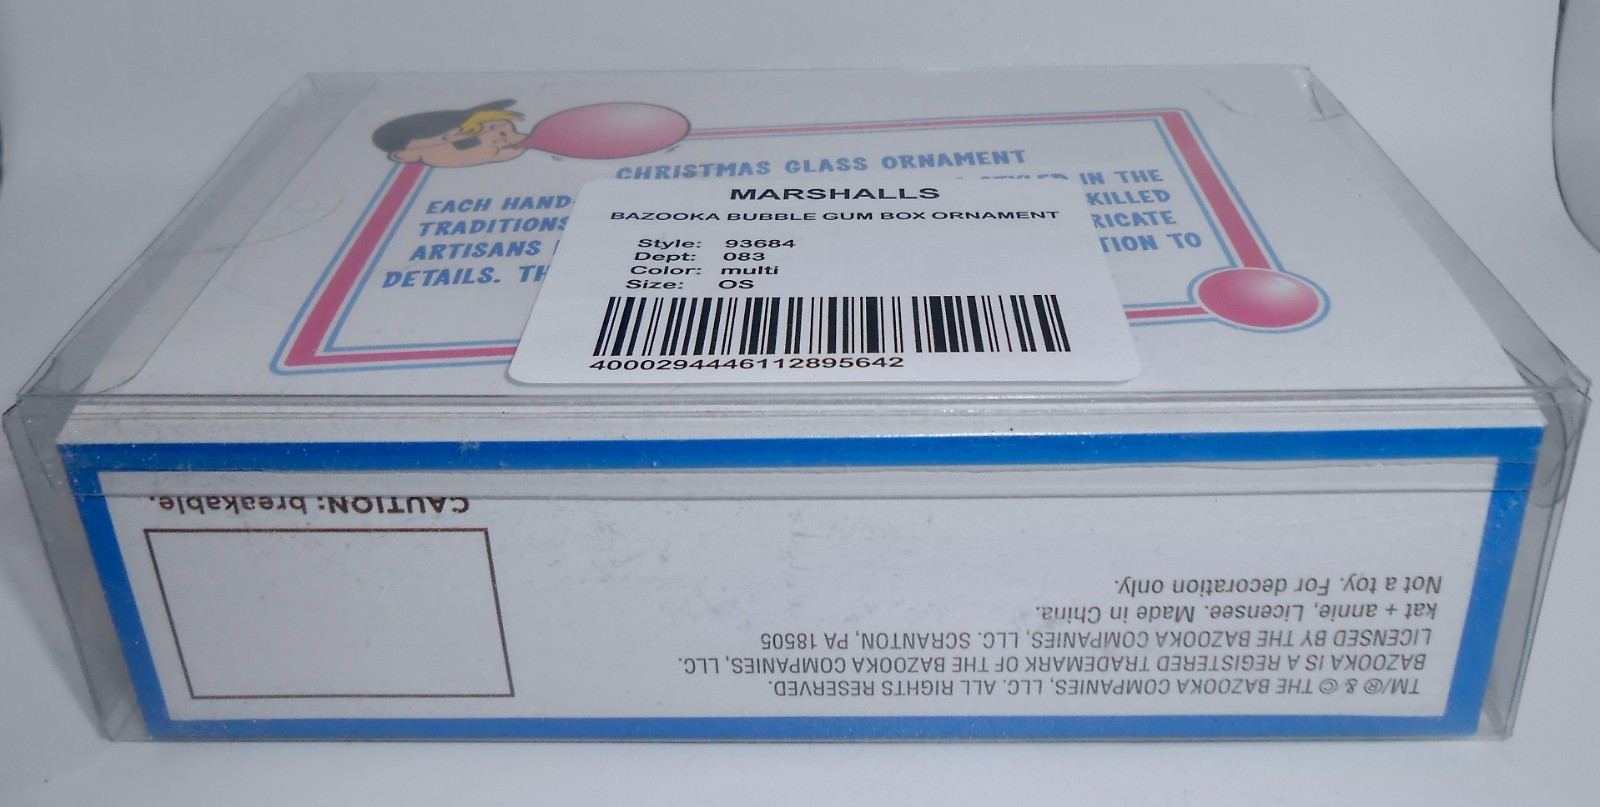 CHRISTMAS GLASS ORNAMENT
EACH HAND- IN THE
TRADITIONS KILLED
ARTISANS RICATE
DETAILS. TH TION TO
MARSHALLS
BAZOOKA BUBBLE GUM BOX ORNAMENT
Style: 93684
Dept: 083
Color: multi
Size: OS
4000294446112895642
TM/® & © THE BAZOOKA COMPANIES, LLC. ALL RIGHTS RESERVED.
BAZOOKA IS A REGISTERED TRADEMARK OF THE BAZOOKA COMPANIES, LLC.
LICENSED BY THE BAZOOKA COMPANIES, LLC. SCRANTON, PA 18505
kat + annie, Licensee. Made in China.
Not a toy. For decoration only.
CAUTION: breakable.